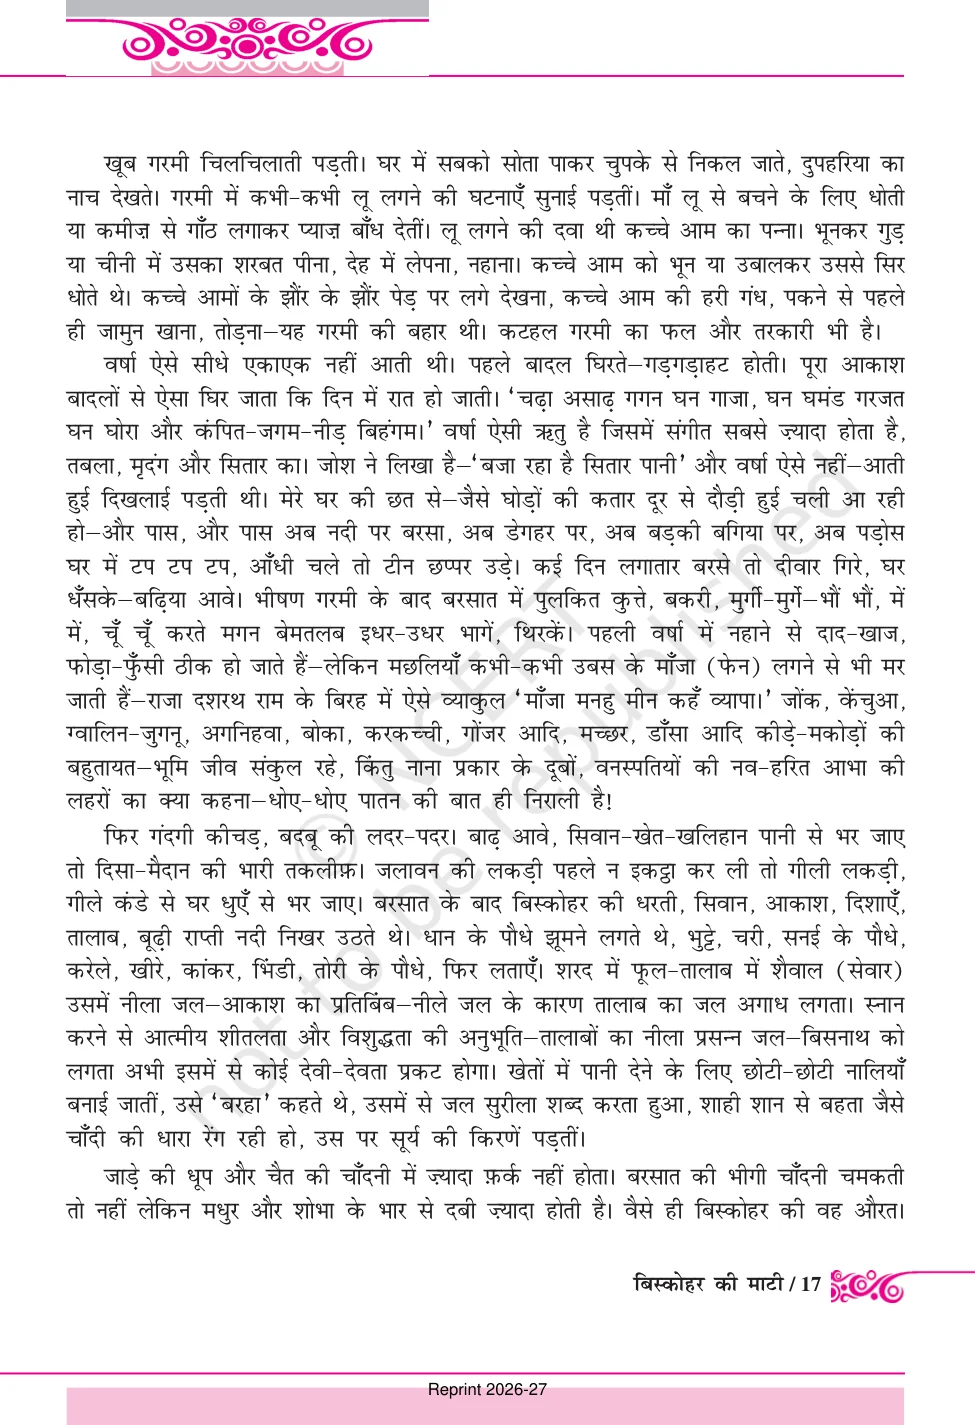 खूब गरमी चिलचिलाती पड़ती। घर में सबको सोता पाकर चुपके से निकल जाते, दुपहरिया का
नाच देखते। गरमी में कभी-कभी लू लगने की घटनाएँ सुनाई पड़तीं। माँ लू से बचने के लिए धोती
या कमीज़ से गाँठ लगाकर प्याज़ बाँध देतीं। लू लगने की दवा थी कच्चे आम का पन्ना। भूनकर गुड़
या चीनी में उसका शरबत पीना, देह में लेपना, नहाना। कच्चे आम को भून या उबालकर उससे सिर
धोते थे। कच्चे आमों के झौंर के झौंर पेड़ पर लगे देखना, कच्चे आम की हरी गंध, पकने से पहले
ही जामुन खाना, तोड़ना–यह गरमी की बहार थी। कटहल गरमी का फल और तरकारी भी है।
वर्षा ऐसे सीधे एकाएक नहीं आती थी। पहले बादल घिरते–गड़गड़ाहट होती। पूरा आकाश
बादलों से ऐसा घिर जाता कि दिन में रात हो जाती। ‘चढ़ा असाढ़ गगन घन गाजा, घन घमंड गरजत
घन घोरा और कंपित-जगम-नीड़ बिहंगम।’ वर्षा ऐसी ऋतु है जिसमें संगीत सबसे ज़्यादा होता है,
तबला, मृदंग और सितार का। जोश ने लिखा है–‘बजा रहा है सितार पानी’ और वर्षा ऐसे नहीं–आती
हुई दिखलाई पड़ती थी। मेरे घर की छत से–जैसे घोड़ों की कतार दूर से दौड़ी हुई चली आ रही
हो–और पास, और पास अब नदी पर बरसा, अब डेगहर पर, अब बड़की बगिया पर, अब पड़ोस
घर में टप टप टप, आँधी चले तो टीन छप्पर उड़े। कई दिन लगातार बरसे तो दीवार गिरे, घर
धँसके–बढ़िया आवे। भीषण गरमी के बाद बरसात में पुलकित कुत्ते, बकरी, मुर्गी-मुर्गे–भौं भौं, में
में, चूँ चूँ करते मगन बेमतलब इधर-उधर भागें, थिरकें। पहली वर्षा में नहाने से दाद-खाज,
फोड़ा-फुँसी ठीक हो जाते हैं–लेकिन मछलियाँ कभी-कभी उबस के माँजा (फेन) लगने से भी मर
जाती हैं–राजा दशरथ राम के बिरह में ऐसे व्याकुल ‘माँजा मनहु मीन कहँ व्यापा।’ जोंक, केंचुआ,
ग्वालिन-जुगनू, अगनिहवा, बोका, करकच्ची, गोंजर आदि, मच्छर, डाँसा आदि कीड़े-मकोड़ों की
बहुतायत–भूमि जीव संकुल रहे, किंतु नाना प्रकार के दूबों, वनस्पतियों की नव-हरित आभा की
लहरों का क्या कहना–धोए-धोए पातन की बात ही निराली है!
फिर गंदगी कीचड़, बदबू की लदर-पदर। बाढ़ आवे, सिवान-खेत-खलिहान पानी से भर जाए
तो दिसा-मैदान की भारी तकलीफ़। जलावन की लकड़ी पहले न इकट्ठा कर ली तो गीली लकड़ी,
गीले कंडे से घर धुएँ से भर जाए। बरसात के बाद बिस्कोहर की धरती, सिवान, आकाश, दिशाएँ,
तालाब, बूढ़ी राप्ती नदी निखर उठते थे। धान के पौधे झूमने लगते थे, भुट्टे, चरी, सनई के पौधे,
करेले, खीरे, कांकर, भिंडी, तोरी के पौधे, फिर लताएँ। शरद में फूल-तालाब में शैवाल (सेवार)
उसमें नीला जल–आकाश का प्रतिबिंब–नीले जल के कारण तालाब का जल अगाध लगता। स्नान
करने से आत्मीय शीतलता और विशुद्धता की अनुभूति–तालाबों का नीला प्रसन्न जल–बिसनाथ को
लगता अभी इसमें से कोई देवी-देवता प्रकट होगा। खेतों में पानी देने के लिए छोटी-छोटी नालियाँ
बनाई जातीं, उसे ‘बरहा’ कहते थे, उसमें से जल सुरीला शब्द करता हुआ, शाही शान से बहता जैसे
चाँदी की धारा रेंग रही हो, उस पर सूर्य की किरणें पड़तीं।
जाड़े की धूप और चैत की चाँदनी में ज़्यादा फ़र्क नहीं होता। बरसात की भीगी चाँदनी चमकती
तो नहीं लेकिन मधुर और शोभा के भार से दबी ज़्यादा होती है। वैसे ही बिस्कोहर की वह औरत।
बिस्कोहर की माटी / 17
Reprint 2026-27
© NCERT
not to be republished